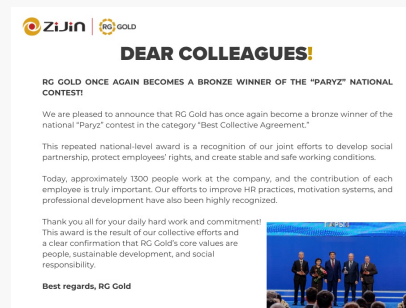 ZiJin RG GOLD
DEAR COLLEAGUES!
RG GOLD ONCE AGAIN BECOMES A BRONZE WINNER OF THE “PARYZ” NATIONAL
CONTEST!
We are pleased to announce that RG Gold has once again become a bronze winner of the
national “Paryz” contest in the category “Best Collective Agreement.”
This repeated national-level award is a recognition of our joint efforts to develop social
partnership, protect employees’ rights, and create stable and safe working conditions.
Today, approximately 1300 people work at the company, and the contribution of each
employee is truly important. Our efforts to improve HR practices, motivation systems, and
professional development have also been highly recognized.
Thank you all for your daily hard work and commitment!
This award is the result of our collective efforts and
a clear confirmation that RG Gold’s core values are
people, sustainable development, and social
responsibility.
Best regards, RG Gold